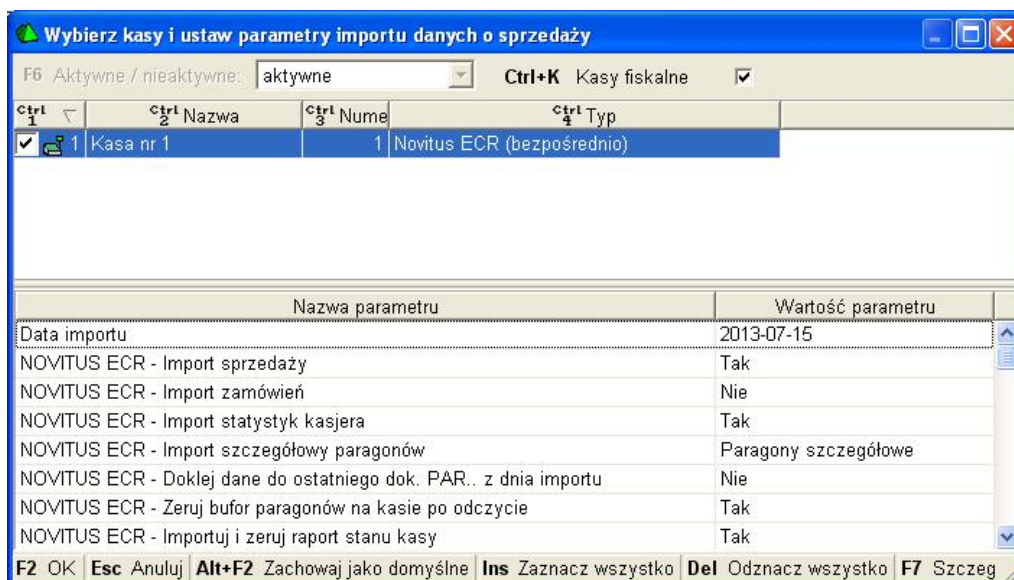 Wybierz kasy i ustaw parametry importu danych o sprzedaży
F6 Aktywne / nieaktywne: aktywne Ctrl+K Kasy fiskalne
Ctrl 1 Ctrl 2 Nazwa Ctrl 3 Nume Ctrl 4 Typ
1 Kasa nr 1 1 Novitus ECR (bezpośrednio)
Nazwa parametru Wartość parametru
Data importu 2013-07-15
NOVITUS ECR - Import sprzedaży Tak
NOVITUS ECR - Import zamówień Nie
NOVITUS ECR - Import statystyk kasjera Tak
NOVITUS ECR - Import szczegółowy paragonów Paragony szczegółowe
NOVITUS ECR - Doklej dane do ostatniego dok. PAR.. z dnia importu Nie
NOVITUS ECR - Zeruj bufor paragonów na kasie po odczycie Tak
NOVITUS ECR - Importuj i zeruj raport stanu kasy Tak
F2 OK Esc Anuluj Alt+F2 Zachowaj jako domyślne Ins Zaznacz wszystko Del Odznacz wszystko F7 Szczeg